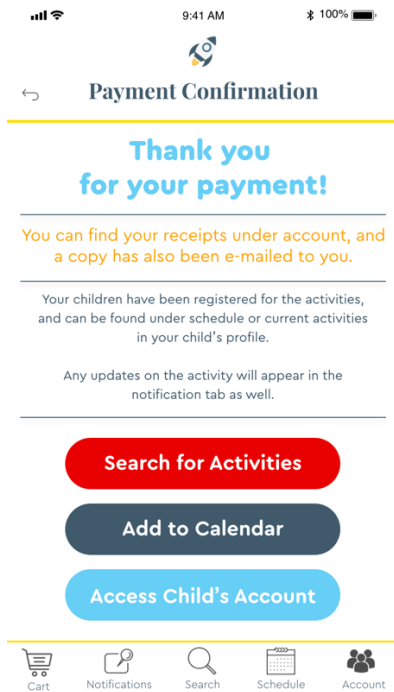 9:41 AM
100%
Payment Confirmation
Thank you
for your payment!
You can find your receipts under account, and
a copy has also been e-mailed to you.
Your children have been registered for the activities,
and can be found under schedule or current activities
in your child's profile.
Any updates on the activity will appear in the
notification tab as well.
Search for Activities
Add to Calendar
Access Child's Account
Cart
Notifications
Search
Schedule
Account